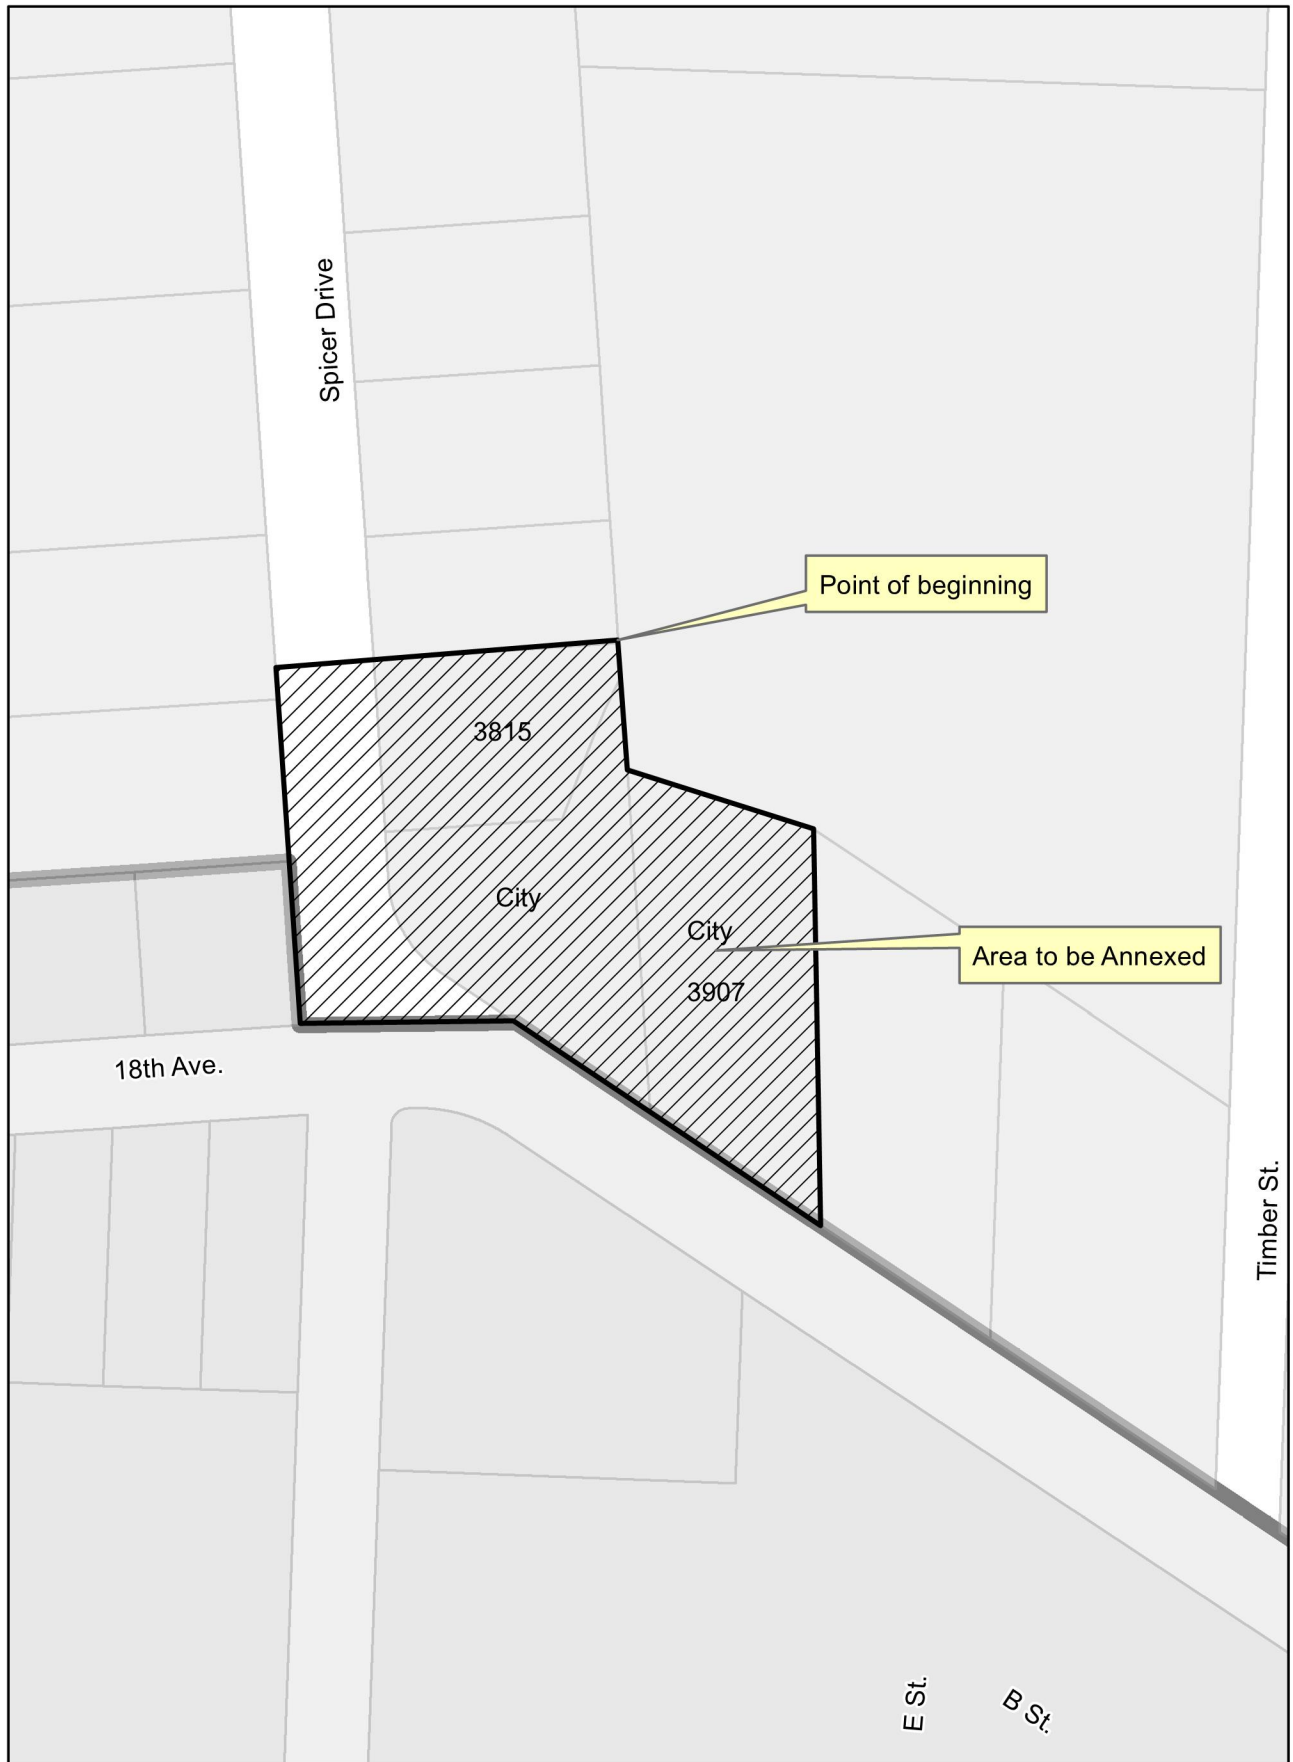 Spicer Drive
Point of beginning
3815
City
City
Area to be Annexed
3907
18th Ave.
Timber St.
E St.
B St.